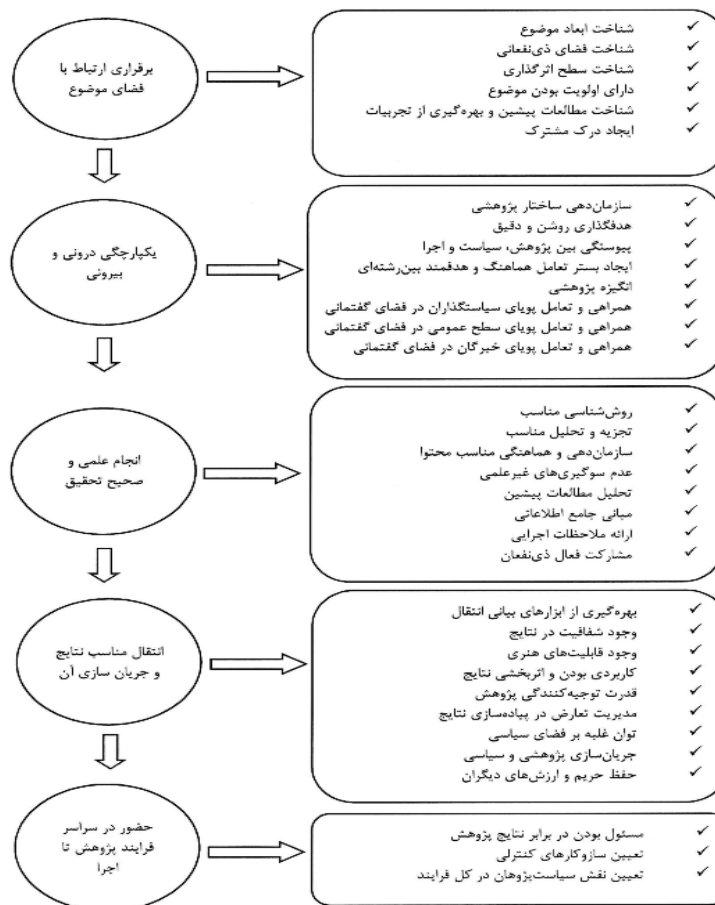 برقراری ارتباط با
فضای موضوع
✓ شناخت ابعاد موضوع
✓ شناخت فضای ذی‌نفعانی
✓ شناخت سطح اثرگذاری
✓ دارای اولویت بودن موضوع
✓ شناخت مطالعات پیشین و بهره‌گیری از تجربیات
✓ ایجاد درک مشترک
یکپارچگی درونی و
بیرونی
✓ سازمان‌دهی ساختار پژوهشی
✓ هدفگذاری روشن و دقیق
✓ پیوستگی بین پژوهش، سیاست و اجرا
✓ ایجاد بستر تعامل هماهنگ و هدفمند بین‌رشته‌ای
✓ انگیزه پژوهشی
✓ همراهی و تعامل پویای سیاستگذاران در فضای گفتمانی
✓ همراهی و تعامل پویای سطح عمومی در فضای گفتمانی
✓ همراهی و تعامل پویای خبرگان در فضای گفتمانی
انجام علمی و
صحیح تحقیق
✓ روش‌شناسی مناسب
✓ تجزیه و تحلیل مناسب
✓ سازمان‌دهی و هماهنگی مناسب محتوا
✓ عدم سوگیری‌های غیرعلمی
✓ تحلیل مطالعات پیشین
✓ مبانی جامع اطلاعاتی
✓ ارائه ملاحظات اجرایی
✓ مشارکت فعال ذی‌نفعان
انتقال مناسب نتایج
و جریان سازی آن
✓ بهره‌گیری از ابزارهای بیانی انتقال
✓ وجود شفافیت در نتایج
✓ وجود قابلیت‌های هنری
✓ کاربردی بودن و اثربخشی نتایج
✓ قدرت توجیه‌کنندگی پژوهش
✓ مدیریت تعارض در پیاده‌سازی نتایج
✓ توان غلبه بر فضای سیاسی
✓ جریان‌سازی پژوهشی و سیاسی
✓ حفظ حریم و ارزش‌های دیگران
حضور در سراسر
فرایند پژوهش تا
اجرا
✓ مسئول بودن در برابر نتایج پژوهش
✓ تعیین سازوکارهای کنترلی
✓ تعیین نقش سیاست‌پژوهان در کل فرایند